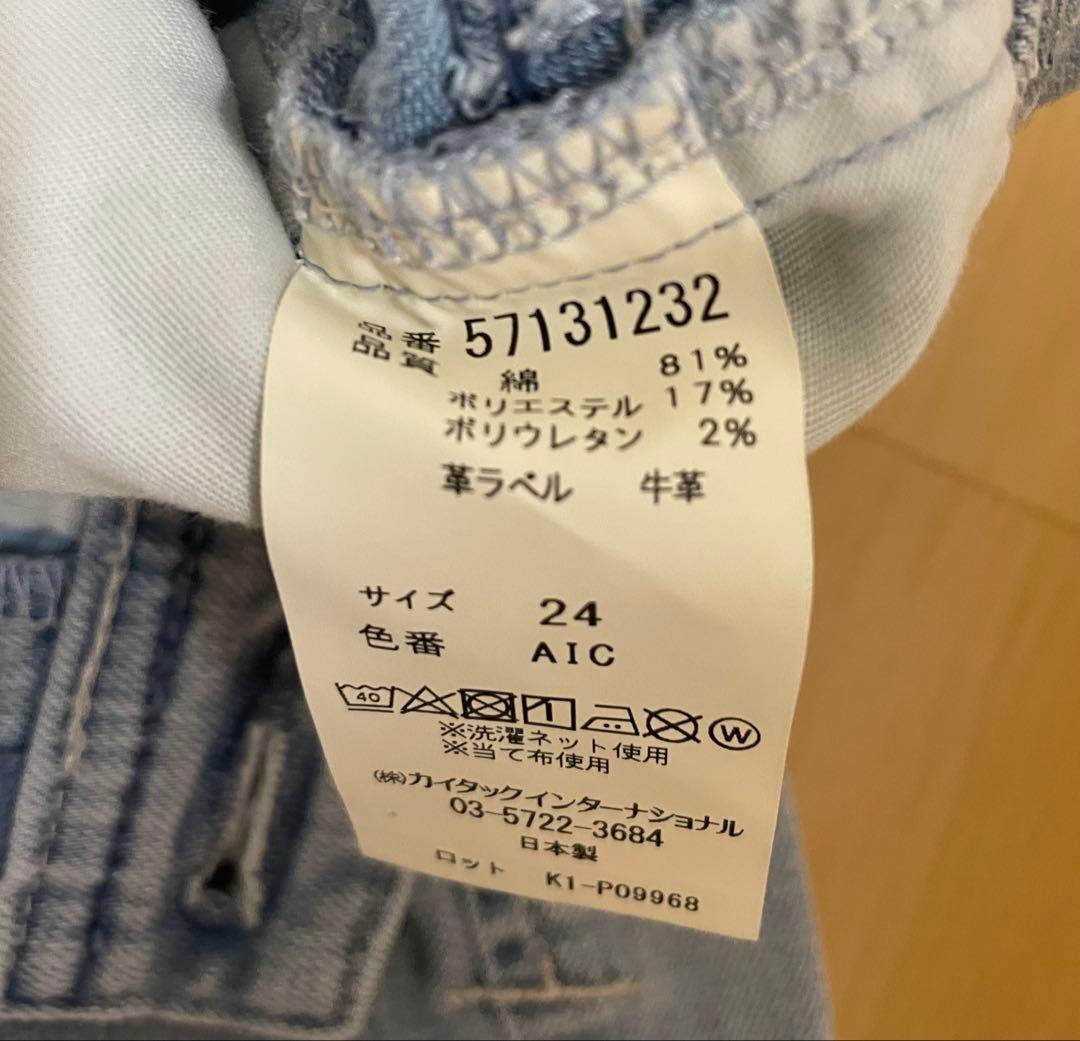 品番 57131232
品質 綿 81%
ポリエステル 17%
ポリウレタン 2%
革ラベル 牛革
サイズ 24
色番 AIC
40 W
※洗濯ネット使用
※当て布使用
(株)カイタックインターナショナル
03-5722-3684
日本製
ロット K1-P09968